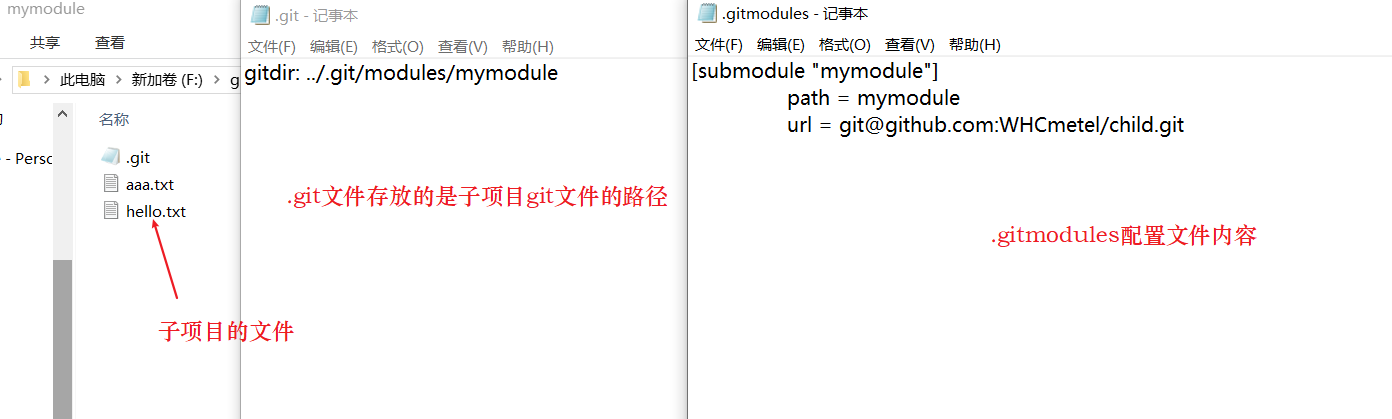 mymodule
共享 查看
此电脑 新加卷 (F:) g
名称
- Persc
.git
aaa.txt
hello.txt
子项目的文件
.git - 记事本
文件(F) 编辑(E) 格式(O) 查看(V) 帮助(H)
gitdir: ../.git/modules/mymodule
.git文件存放的是子项目git文件的路径
.gitmodules - 记事本
文件(F) 编辑(E) 格式(O) 查看(V) 帮助(H)
[submodule "mymodule"]
path = mymodule
url = git@github.com:WHCmetel/child.git
.gitmodules配置文件内容